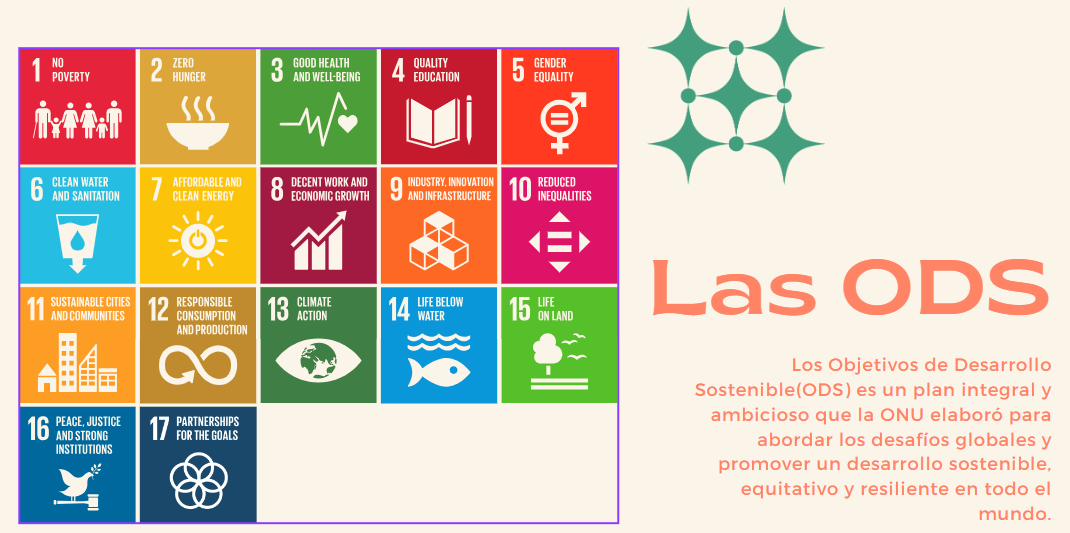 1 NO
POVERTY
2 ZERO
HUNGER
3 GOOD HEALTH
AND WELL-BEING
4 QUALITY
EDUCATION
5 GENDER
EQUALITY
6 CLEAN WATER
AND SANITATION
7 AFFORDABLE AND
CLEAN ENERGY
8 DECENT WORK AND
ECONOMIC GROWTH
9 INDUSTRY, INNOVATION
AND INFRASTRUCTURE
10 REDUCED
INEQUALITIES
11 SUSTAINABLE CITIES
AND COMMUNITIES
12 RESPONSIBLE
CONSUMPTION
AND PRODUCTION
13 CLIMATE
ACTION
14 LIFE BELOW
WATER
15 LIFE
ON LAND
16 PEACE, JUSTICE
AND STRONG
INSTITUTIONS
17 PARTNERSHIPS
FOR THE GOALS
Las ODS
Los Objetivos de Desarrollo
Sostenible(ODS) es un plan integral y
ambicioso que la ONU elaboró para
abordar los desafíos globales y
promover un desarrollo sostenible,
equitativo y resiliente en todo el
mundo.